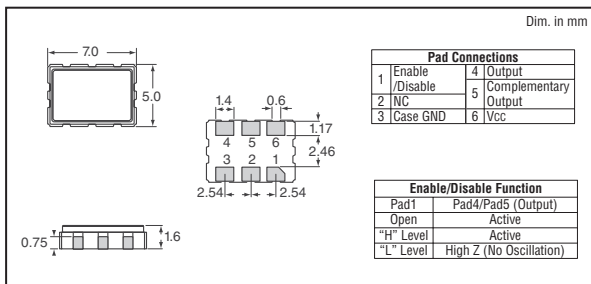 Dim. in mm
7.0
5.0
1.4
0.6
1.17
2.46
4 5 6
3 2 1
2.54
2.54
0.75
1.6
Pad Connections
1 Enable /Disable 4 Output
2 NC 5 Complementary Output
3 Case GND 6 Vcc
Enable/Disable Function
Pad1 Pad4/Pad5 (Output)
Open Active
“H” Level Active
“L” Level High Z (No Oscillation)